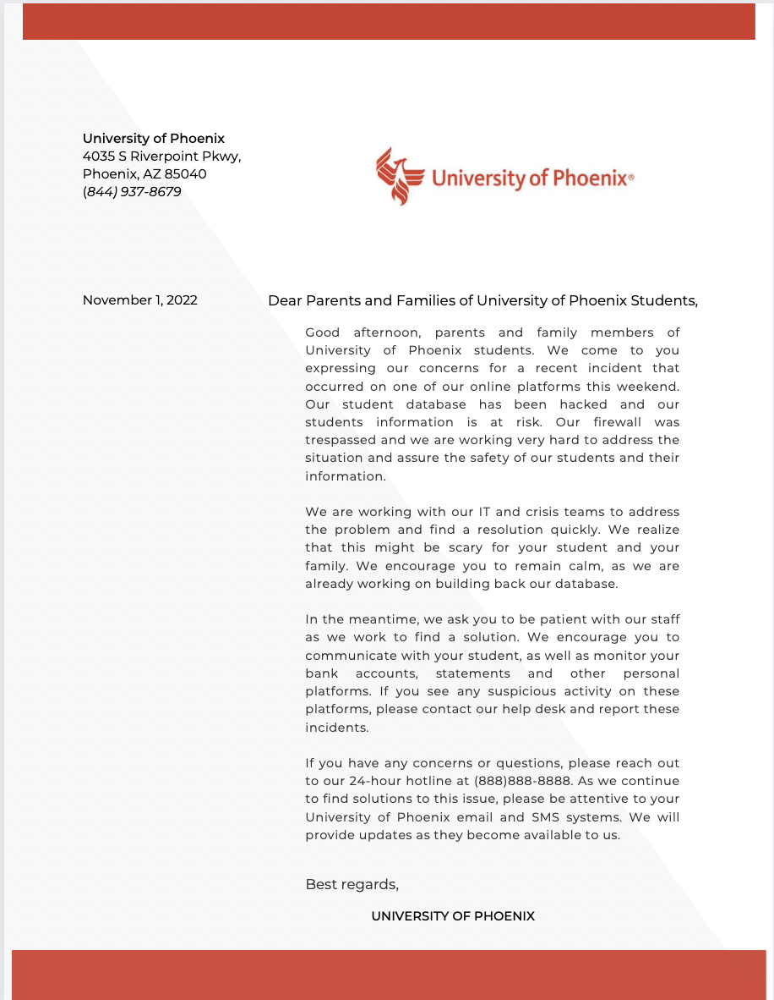 University of Phoenix
4035 S Riverpoint Pkwy,
Phoenix, AZ 85040
(844) 937-8679
University of Phoenix®
November 1, 2022
Dear Parents and Families of University of Phoenix Students,
Good afternoon, parents and family members of
University of Phoenix students. We come to you
expressing our concerns for a recent incident that
occurred on one of our online platforms this weekend.
Our student database has been hacked and our
students information is at risk. Our firewall was
trespassed and we are working very hard to address the
situation and assure the safety of our students and their
information.
We are working with our IT and crisis teams to address
the problem and find a resolution quickly. We realize
that this might be scary for your student and your
family. We encourage you to remain calm, as we are
already working on building back our database.
In the meantime, we ask you to be patient with our staff
as we work to find a solution. We encourage you to
communicate with your student, as well as monitor your
bank accounts, statements and other personal
platforms. If you see any suspicious activity on these
platforms, please contact our help desk and report these
incidents.
If you have any concerns or questions, please reach out
to our 24-hour hotline at (888)888-8888. As we continue
to find solutions to this issue, please be attentive to your
University of Phoenix email and SMS systems. We will
provide updates as they become available to us.
Best regards,
UNIVERSITY OF PHOENIX